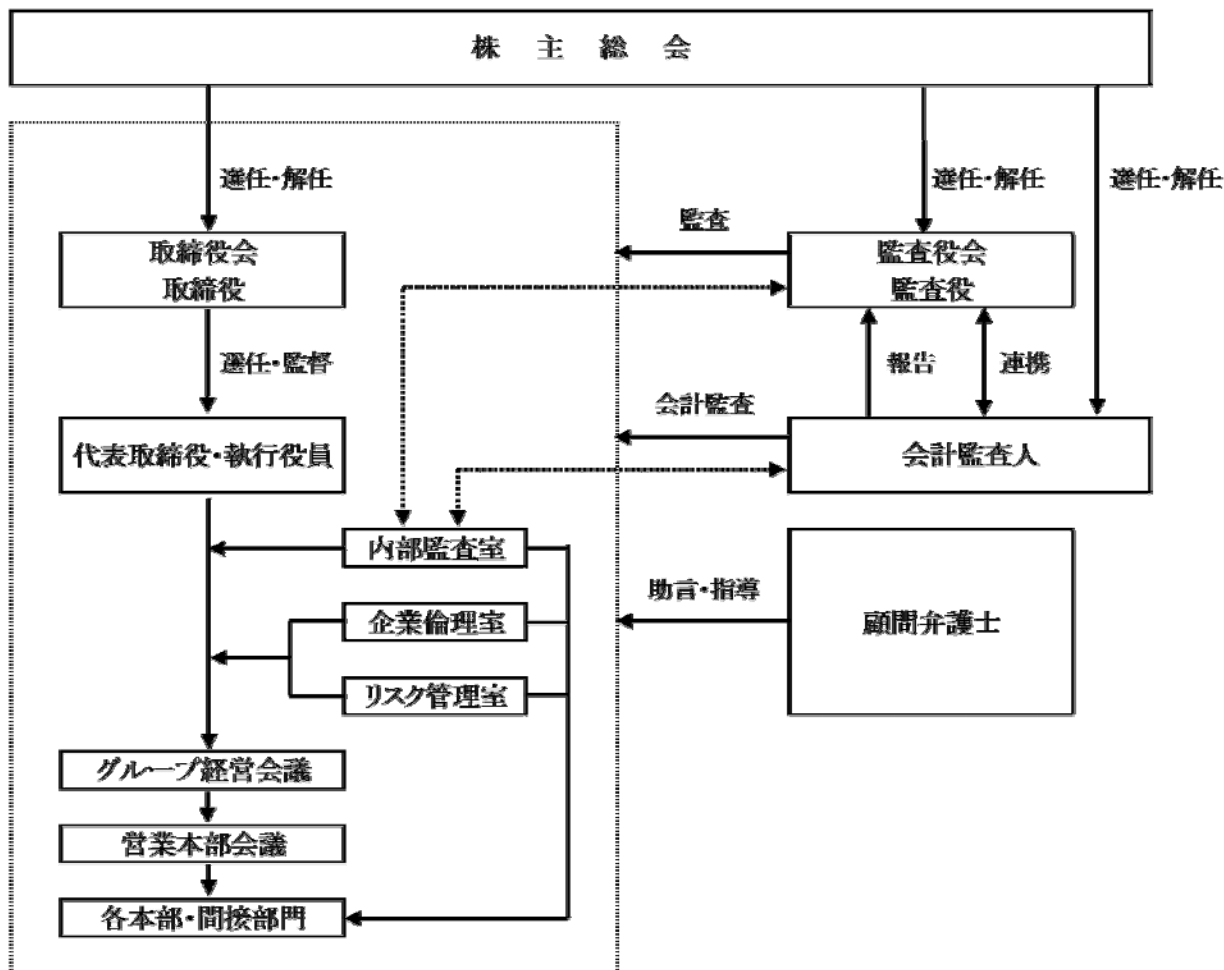 株主総会
選任・解任
選任・解任
選任・解任
監査
取締役会
取締役
監査役会
監査役
選任・監督
報告
連携
会計監査
代表取締役・執行役員
会計監査人
内部監査室
助言・指導
企業倫理室
顧問弁護士
リスク管理室
グループ経営会議
営業本部会議
各本部・間接部門